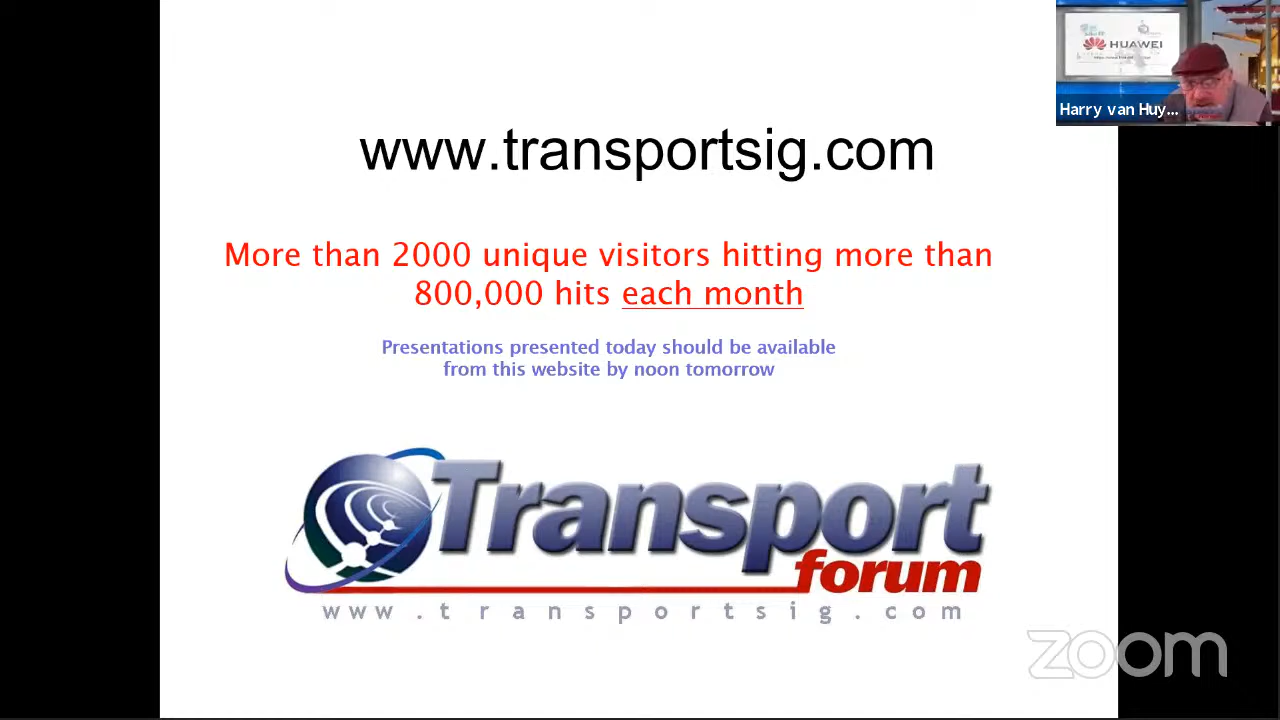 HUAWEI
Harry van Huy...
www.transportsig.com
More than 2000 unique visitors hitting more than
800,000 hits each month
Presentations presented today should be available
from this website by noon tomorrow
Transport
forum
www.transportsig.com
zoom